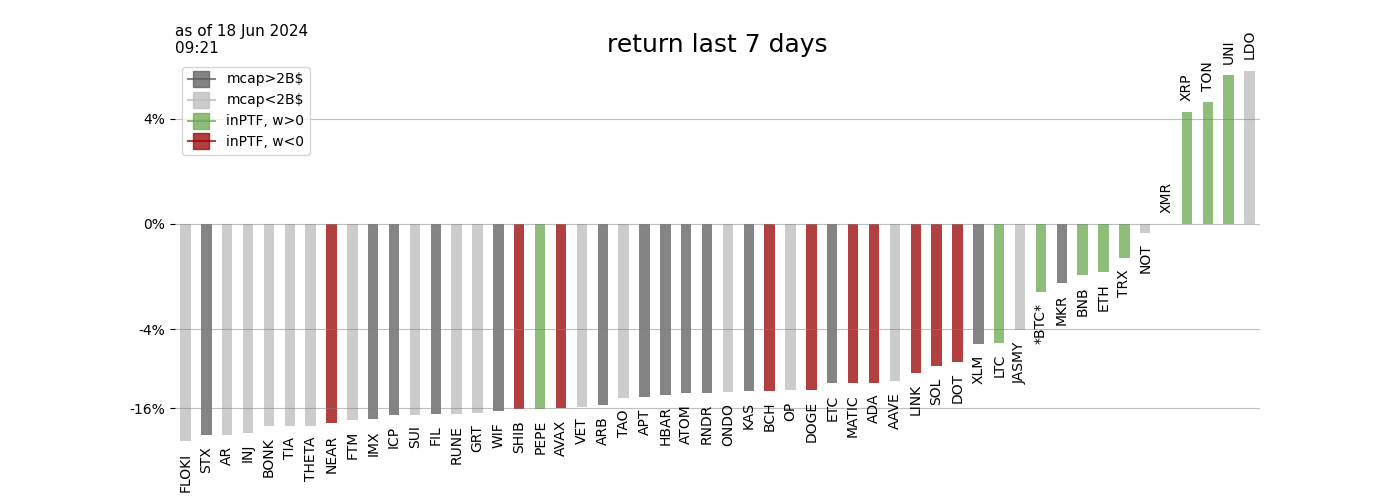 as of 18 Jun 2024
09:21
return last 7 days
mcap>2B$
mcap<2B$
inPTF, w>0
inPTF, w<0
4%
0%
-4%
-16%
FLOKI
STX
AR
INJ
BONK
TIA
THETA
NEAR
FTM
IMX
ICP
SUI
FIL
RUNE
GRT
WIF
SHIB
PEPE
AVAX
VET
ARB
TAO
APT
HBAR
ATOM
RNDR
ONDO
KAS
BCH
OP
DOGE
ETC
MATIC
ADA
AAVE
LINK
SOL
DOT
XLM
LTC
JASMY
*BTC*
MKR
BNB
ETH
TRX
NOT
XMR
XRP
TON
UNI
LDO